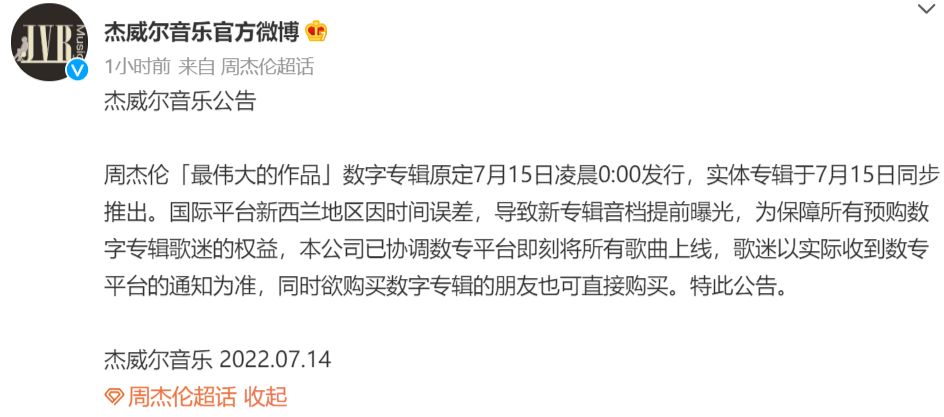 JVR
Music
杰威尔音乐官方微博
1小时前 来自 周杰伦超话
杰威尔音乐公告
周杰伦「最伟大的作品」数字专辑原定7月15日凌晨0:00发行，实体专辑于7月15日同步
推出。国际平台新西兰地区因时间误差，导致新专辑音档提前曝光，为保障所有预购数
字专辑歌迷的权益，本公司已协调数专平台即刻将所有歌曲上线，歌迷以实际收到数专
平台的通知为准，同时欲购买数字专辑的朋友也可直接购买。特此公告。
杰威尔音乐 2022.07.14
周杰伦超话 收起